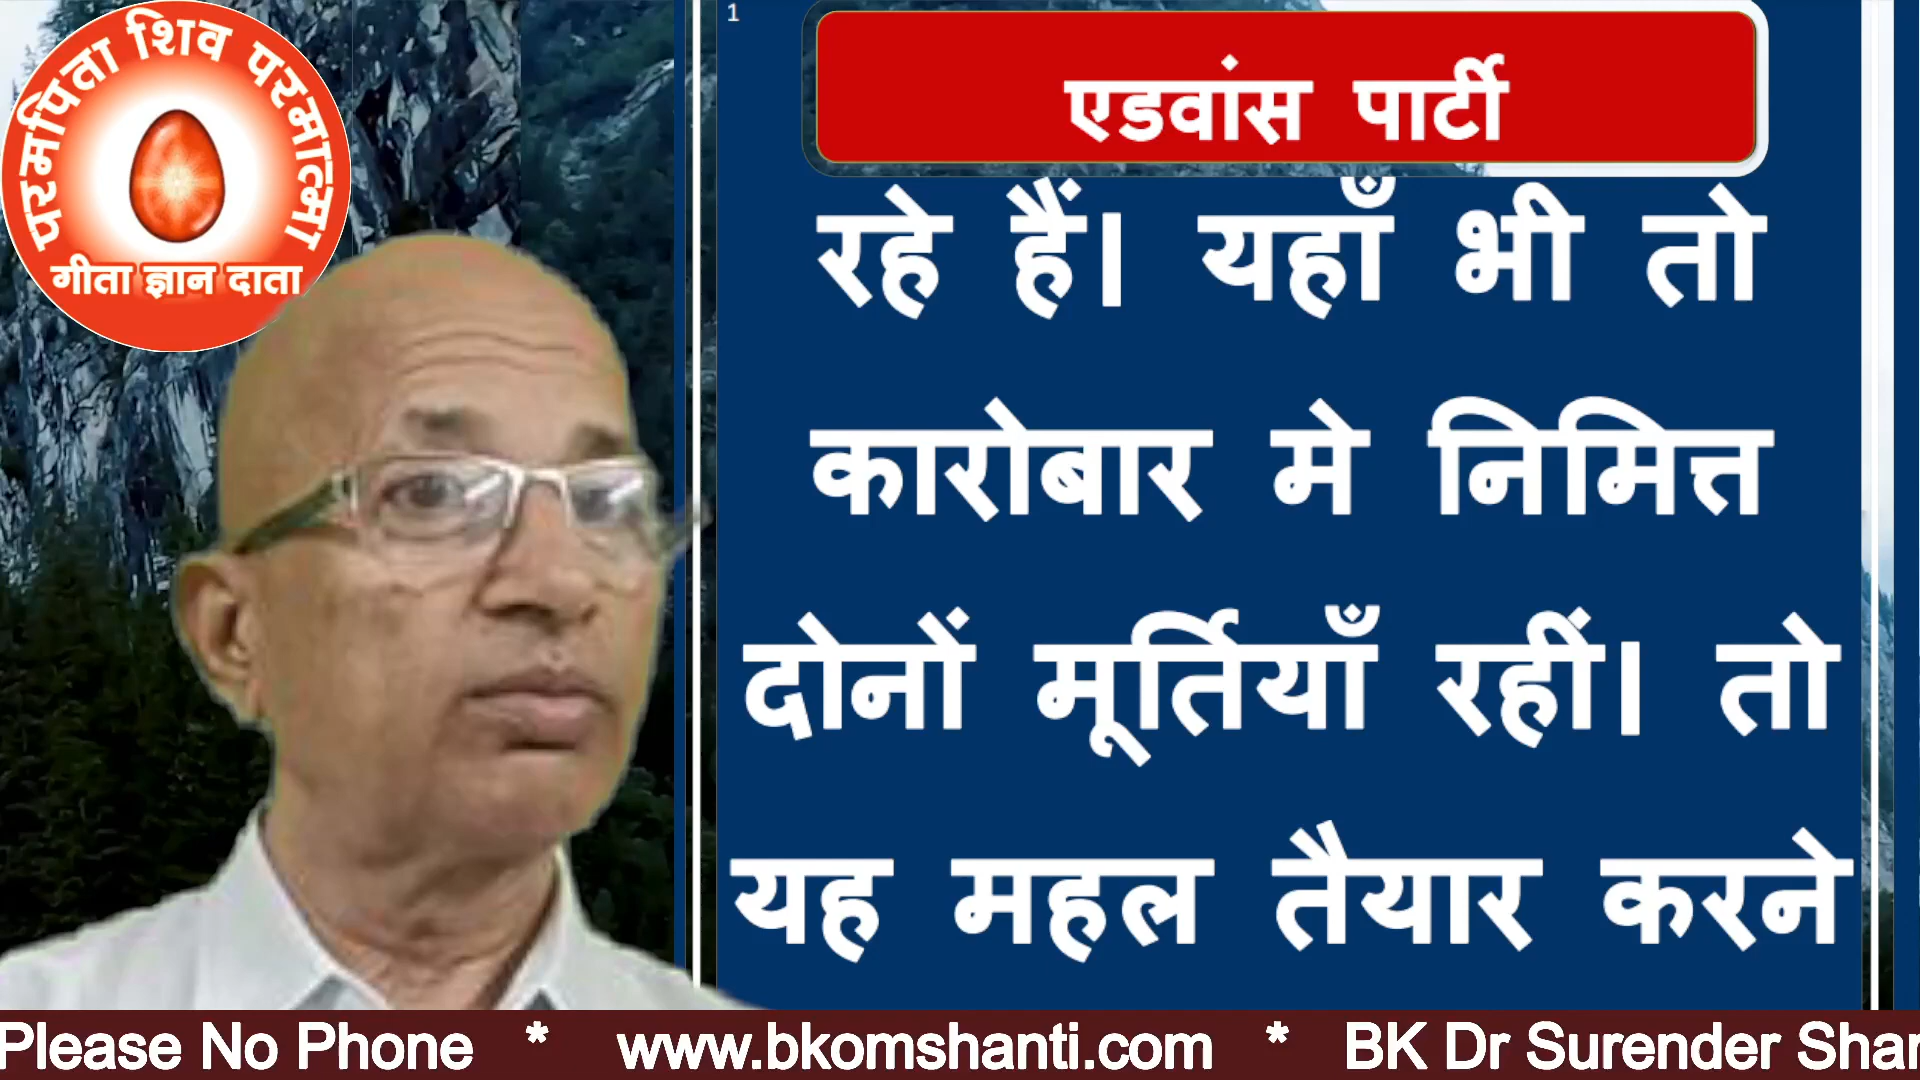 परमपिता शिव परमात्मा
गीता ज्ञान दाता
1
एडवांस पार्टी
रहे हैं। यहाँ भी तो
कारोबार मे निमित्त
दोनों मूर्तियाँ रहीं। तो
यह महल तैयार करने
Please No Phone * www.bkomshanti.com * BK Dr Surender Shar